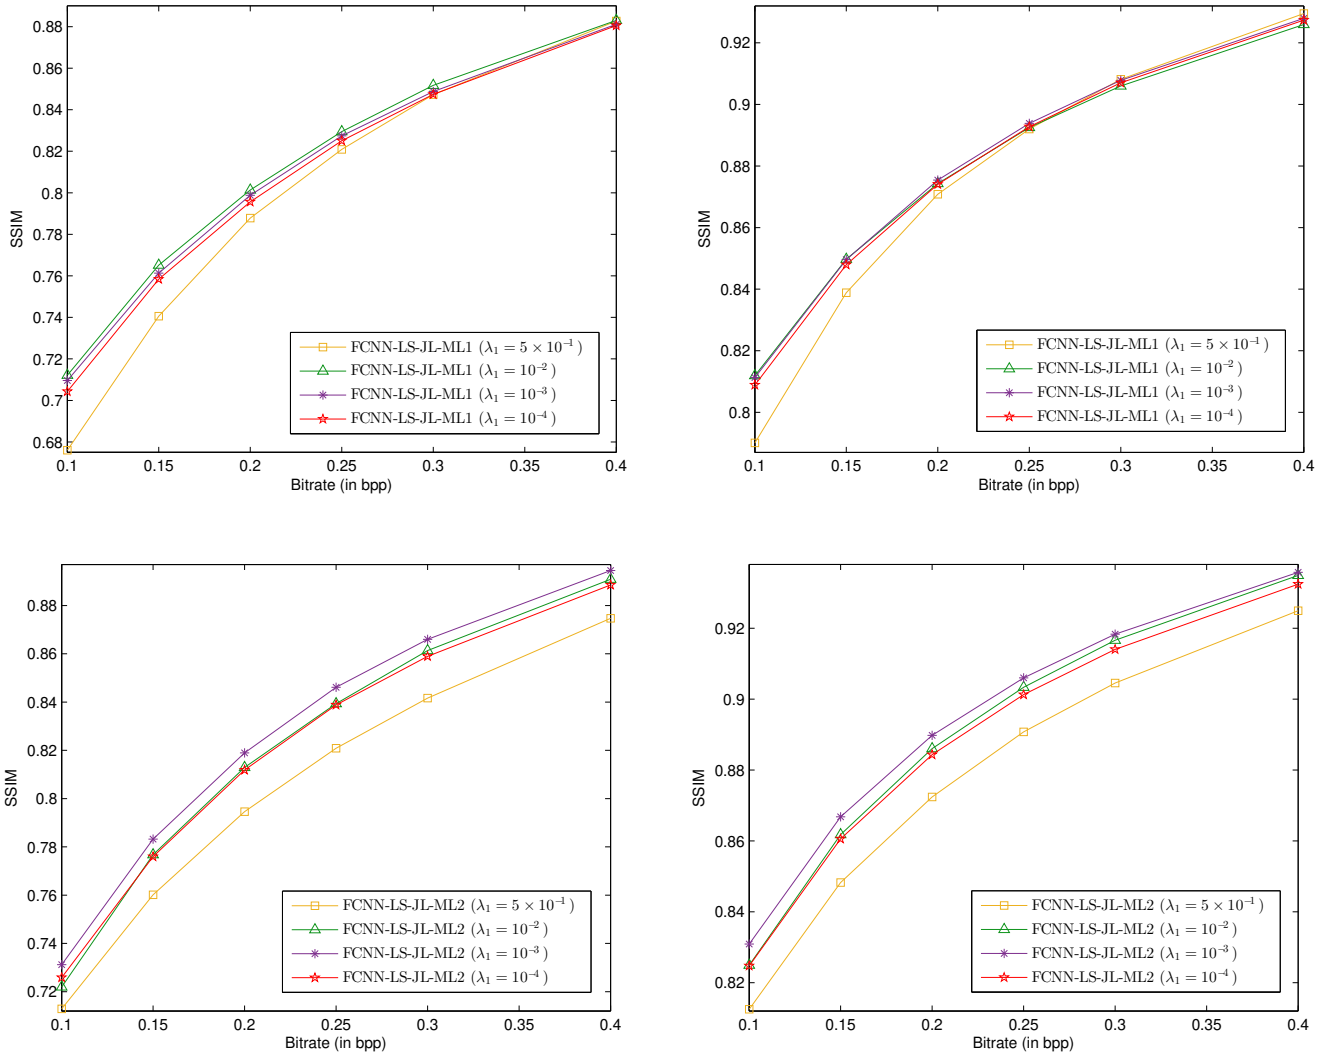 0.88
0.86
0.84
0.82
0.8
0.78
0.76
0.74
0.72
0.7
0.68
SSIM
FCNN-LS-JL-ML1 (λ₁ = 5 × 10⁻¹)
FCNN-LS-JL-ML1 (λ₁ = 10⁻²)
FCNN-LS-JL-ML1 (λ₁ = 10⁻³)
FCNN-LS-JL-ML1 (λ₁ = 10⁻⁴)
0.1 0.15 0.2 0.25 0.3 0.35 0.4
Bitrate (in bpp)
0.92
0.9
0.88
0.86
0.84
0.82
0.8
SSIM
FCNN-LS-JL-ML1 (λ₁ = 5 × 10⁻¹)
FCNN-LS-JL-ML1 (λ₁ = 10⁻²)
FCNN-LS-JL-ML1 (λ₁ = 10⁻³)
FCNN-LS-JL-ML1 (λ₁ = 10⁻⁴)
0.1 0.15 0.2 0.25 0.3 0.35 0.4
Bitrate (in bpp)
0.88
0.86
0.84
0.82
0.8
0.78
0.76
0.74
0.72
SSIM
FCNN-LS-JL-ML2 (λ₁ = 5 × 10⁻¹)
FCNN-LS-JL-ML2 (λ₁ = 10⁻²)
FCNN-LS-JL-ML2 (λ₁ = 10⁻³)
FCNN-LS-JL-ML2 (λ₁ = 10⁻⁴)
0.1 0.15 0.2 0.25 0.3 0.35 0.4
Bitrate (in bpp)
0.92
0.9
0.88
0.86
0.84
0.82
SSIM
FCNN-LS-JL-ML2 (λ₁ = 5 × 10⁻¹)
FCNN-LS-JL-ML2 (λ₁ = 10⁻²)
FCNN-LS-JL-ML2 (λ₁ = 10⁻³)
FCNN-LS-JL-ML2 (λ₁ = 10⁻⁴)
0.1 0.15 0.2 0.25 0.3 0.35 0.4
Bitrate (in bpp)